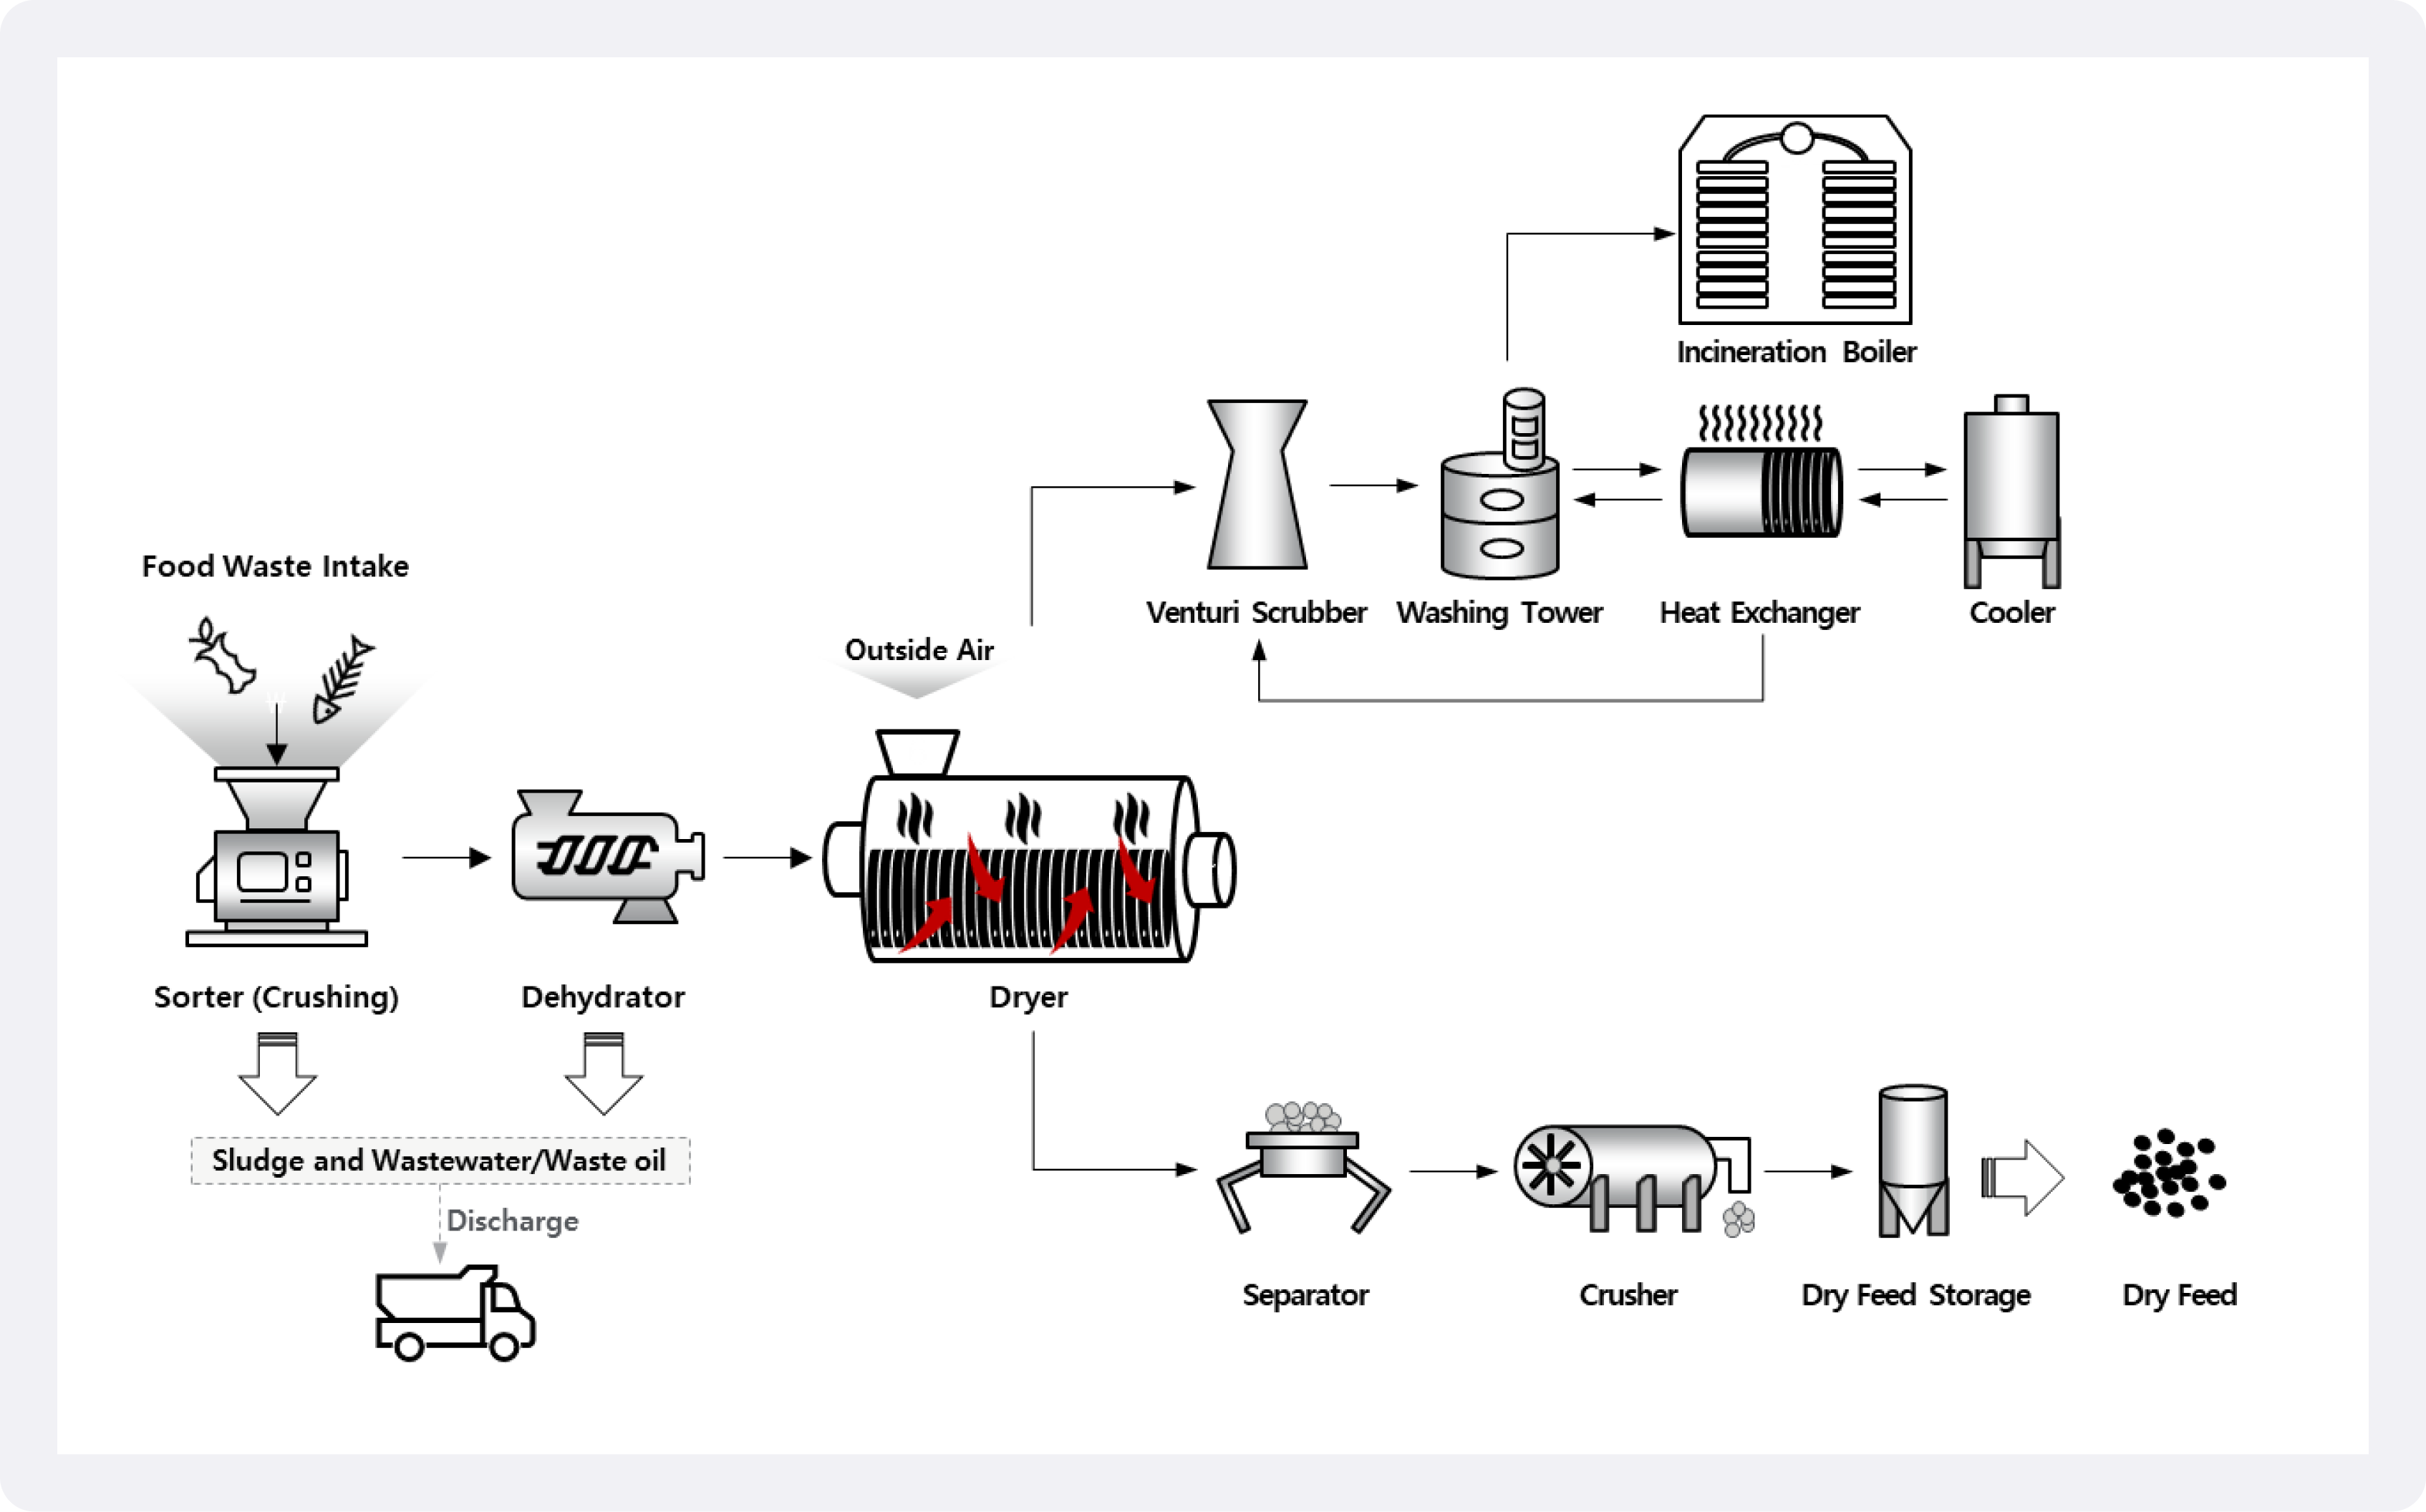 Incineration Boiler
Venturi Scrubber
Washing Tower
Heat Exchanger
Cooler
Food Waste Intake
Outside Air
Sorter (Crushing)
Dehydrator
Dryer
Sludge and Wastewater/Waste oil
Discharge
Separator
Crusher
Dry Feed Storage
Dry Feed